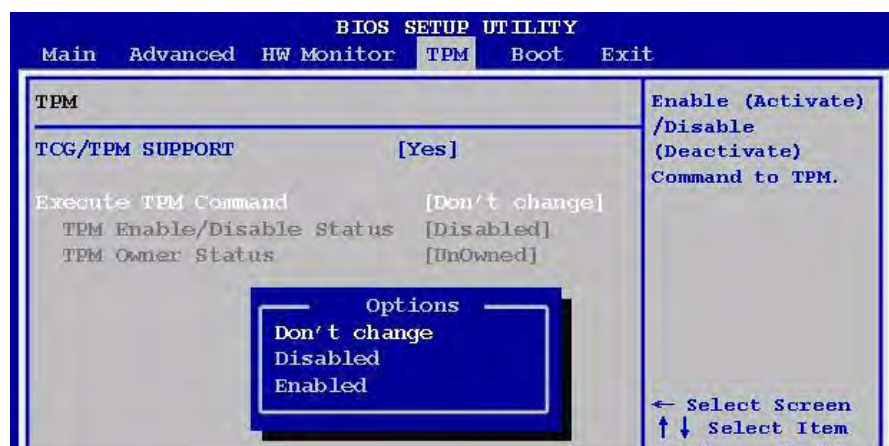 BIOS SETUP UTILITY
Main Advanced HW Monitor TPM Boot Exit
TPM
TCG/TPM SUPPORT [Yes]
Execute TPM Command [Don't change]
TPM Enable/Disable Status [Disabled]
TPM Owner Status [UnOwned]
Options
Don't change
Disabled
Enabled
Enable (Activate)
/Disable
(Deactivate)
Command to TPM.
← Select Screen
↑↓ Select Item